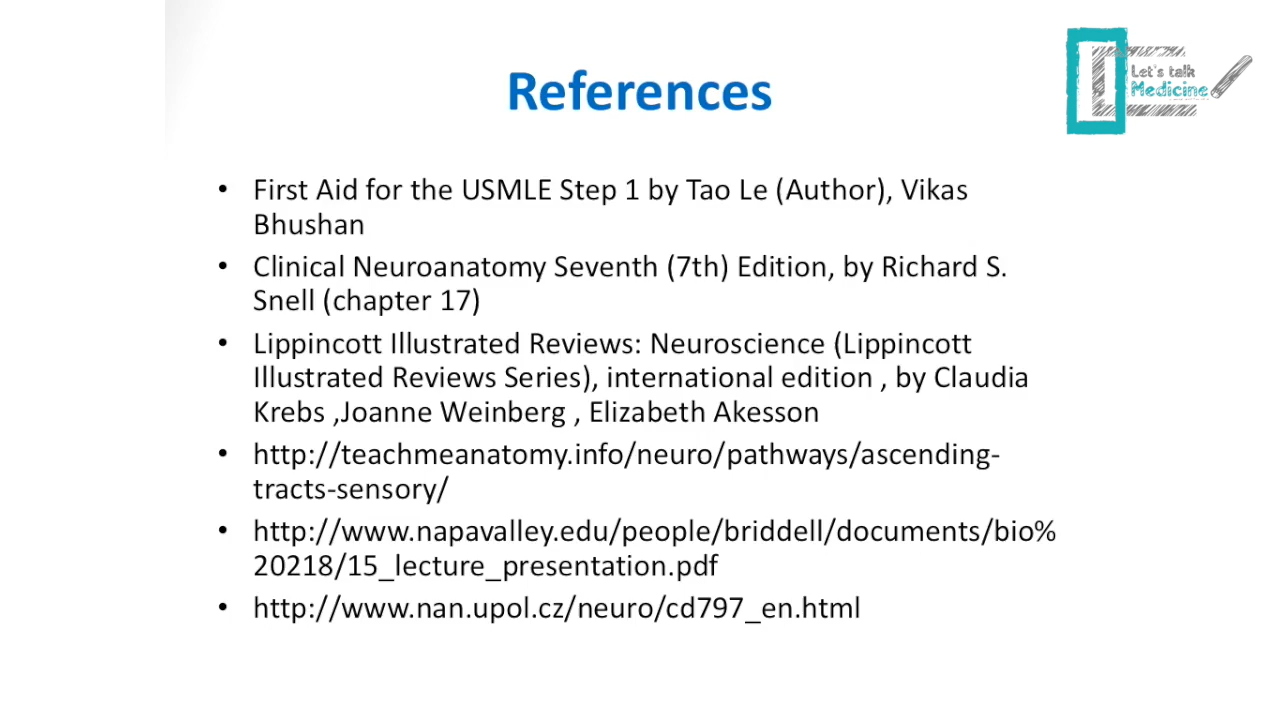 References
Let's talk
Medicine
• First Aid for the USMLE Step 1 by Tao Le (Author), Vikas
Bhushan
• Clinical Neuroanatomy Seventh (7th) Edition, by Richard S.
Snell (chapter 17)
• Lippincott Illustrated Reviews: Neuroscience (Lippincott
Illustrated Reviews Series), international edition , by Claudia
Krebs ,Joanne Weinberg , Elizabeth Akesson
• http://teachmeanatomy.info/neuro/pathways/ascending-
tracts-sensory/
• http://www.napavalley.edu/people/briddell/documents/bio%
20218/15_lecture_presentation.pdf
• http://www.nan.upol.cz/neuro/cd797_en.html